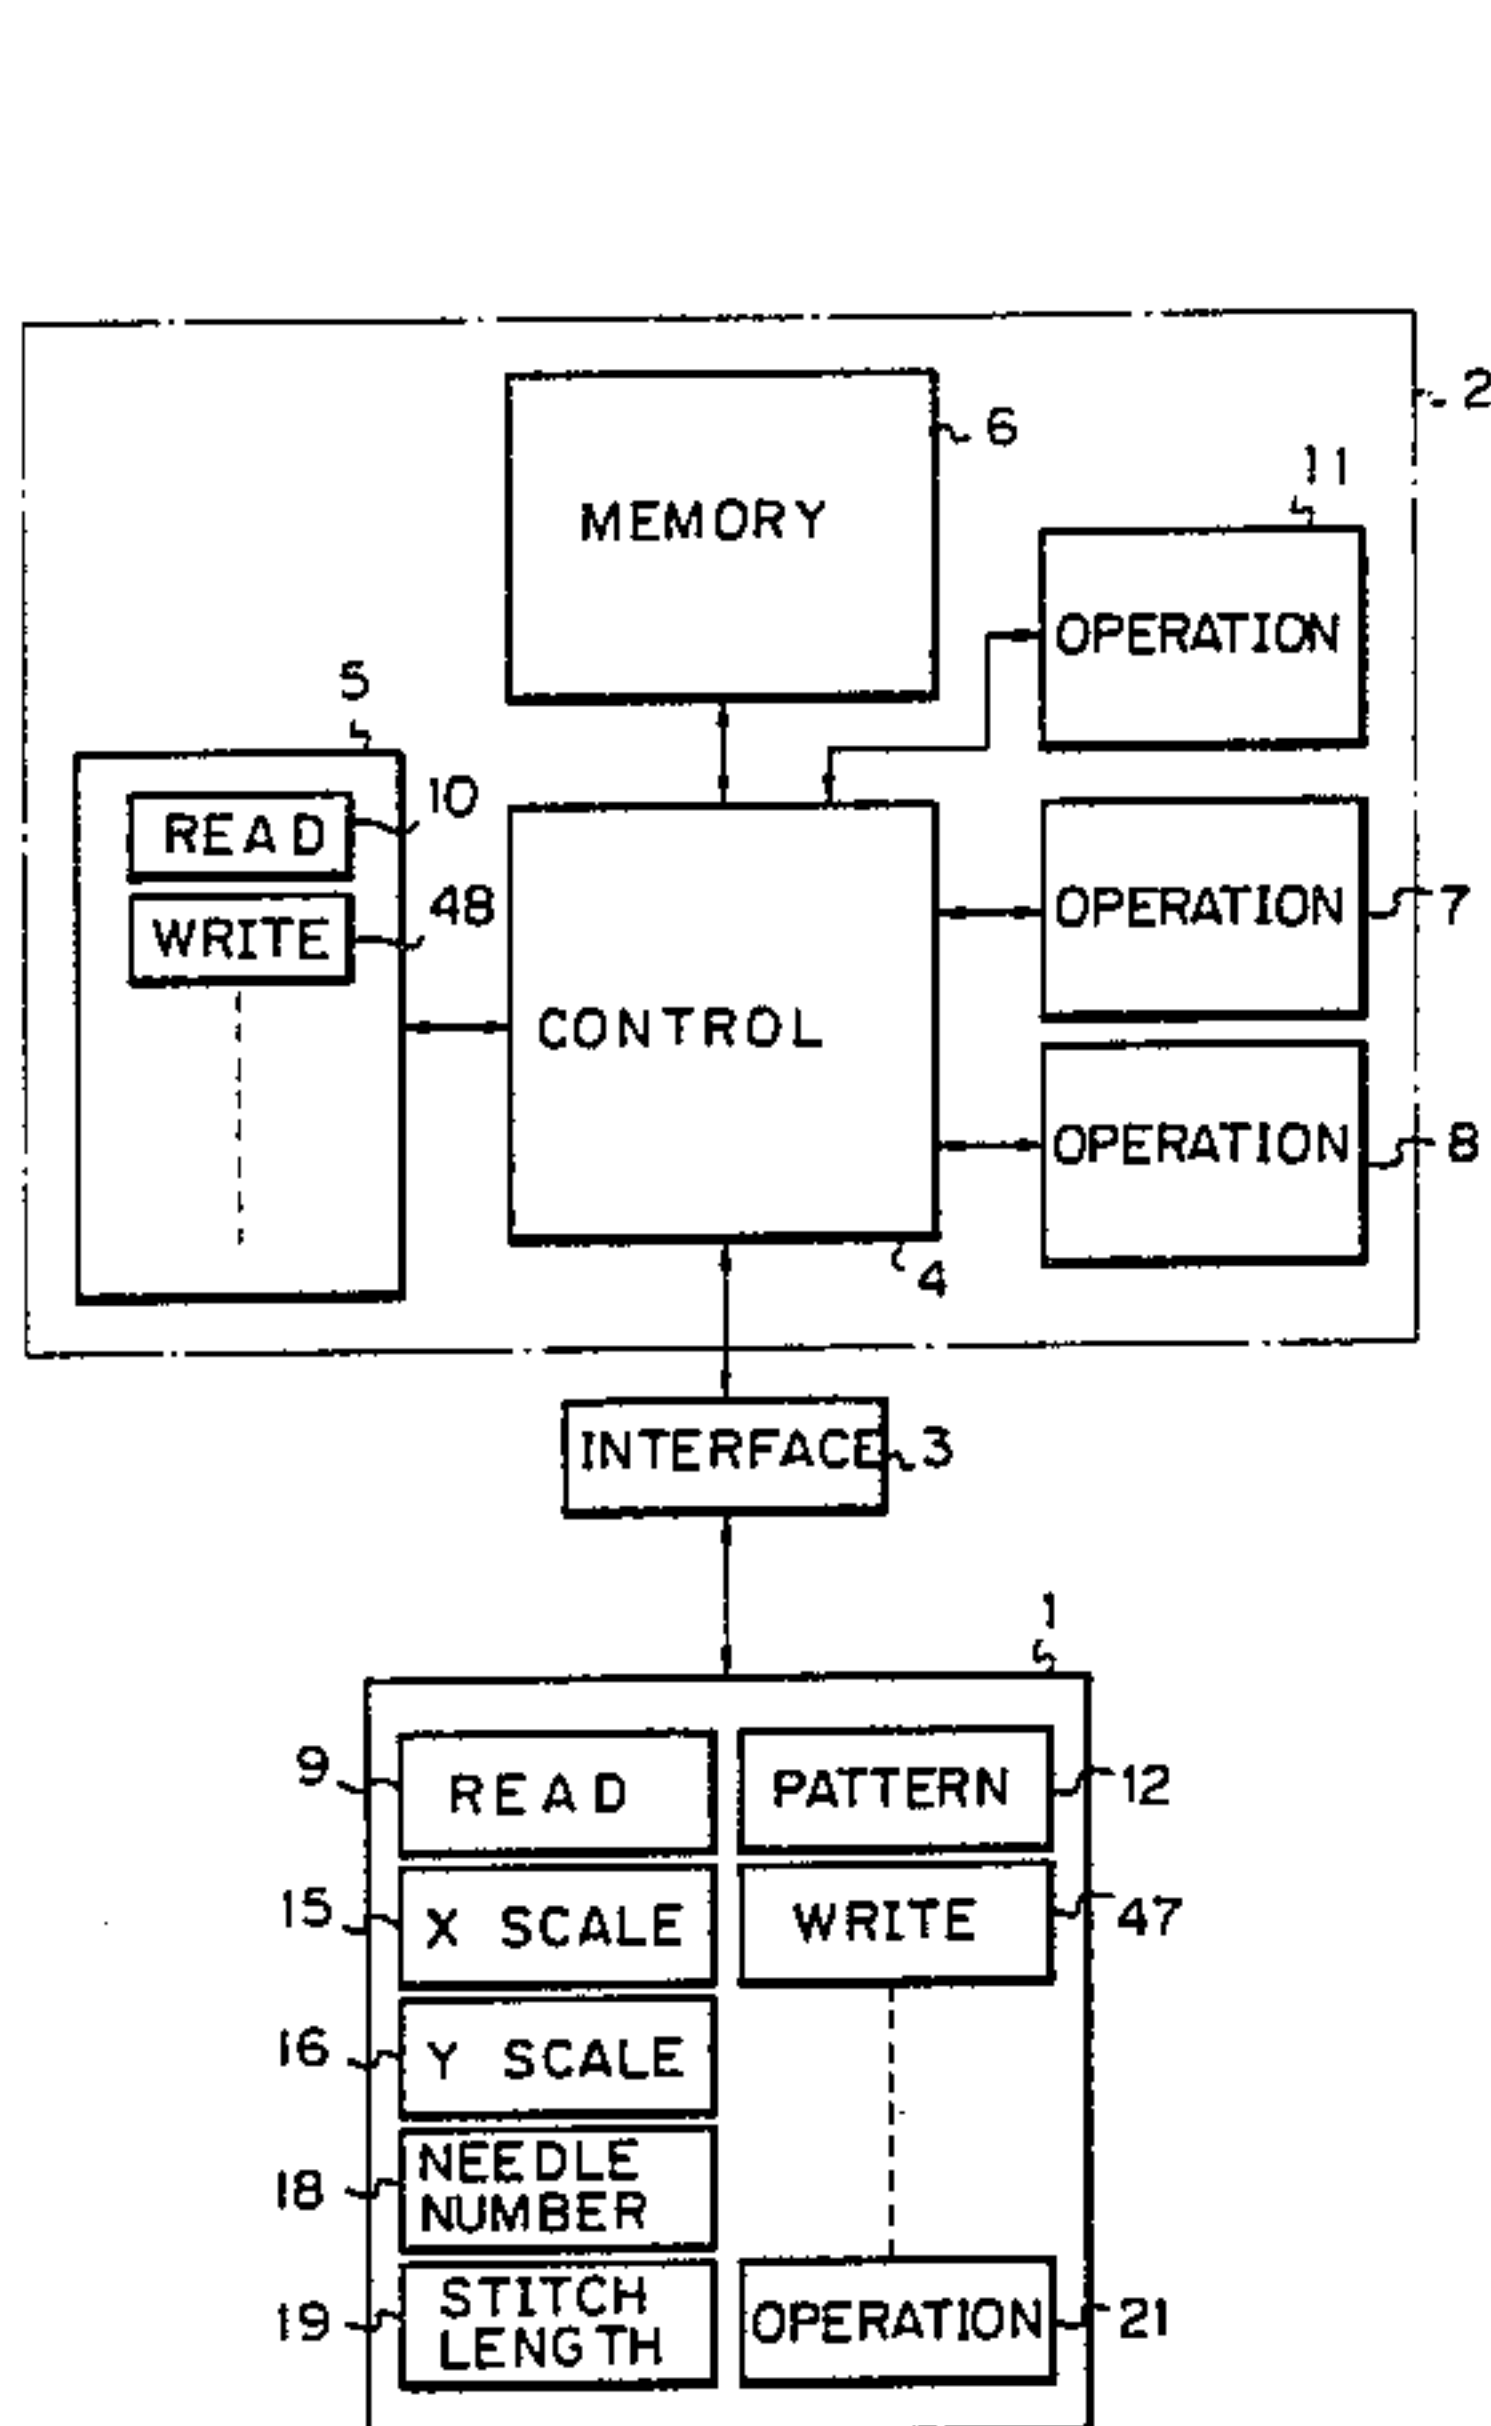 2
6
MEMORY
11
OPERATION
5
10
READ
48
WRITE
OPERATION
7
CONTROL
OPERATION
8
4
INTERFACE
3
1
9
READ
PATTERN
12
15
X SCALE
WRITE
47
16
Y SCALE
18
NEEDLE
NUMBER
19
STITCH
LENGTH
OPERATION
21